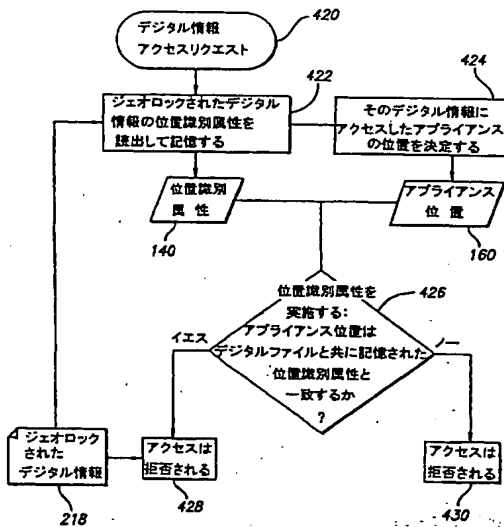 デジタル情報
アクセスリクエスト
420
422
ジェオロックされたデジタル
情報の位置識別属性を
読出して記憶する
424
そのデジタル情報に
アクセスしたアプライアンス
の位置を決定する
位置識別
属性
140
アプライアンス
位置
160
位置識別属性を
実施する:
アプライアンス位置は
デジタルファイルと共に記憶された
位置識別属性と
一致するか
?
426
イエス
ノー
ジェオロック
された
デジタル情報
218
アクセスは
拒否される
428
アクセスは
拒否される
430